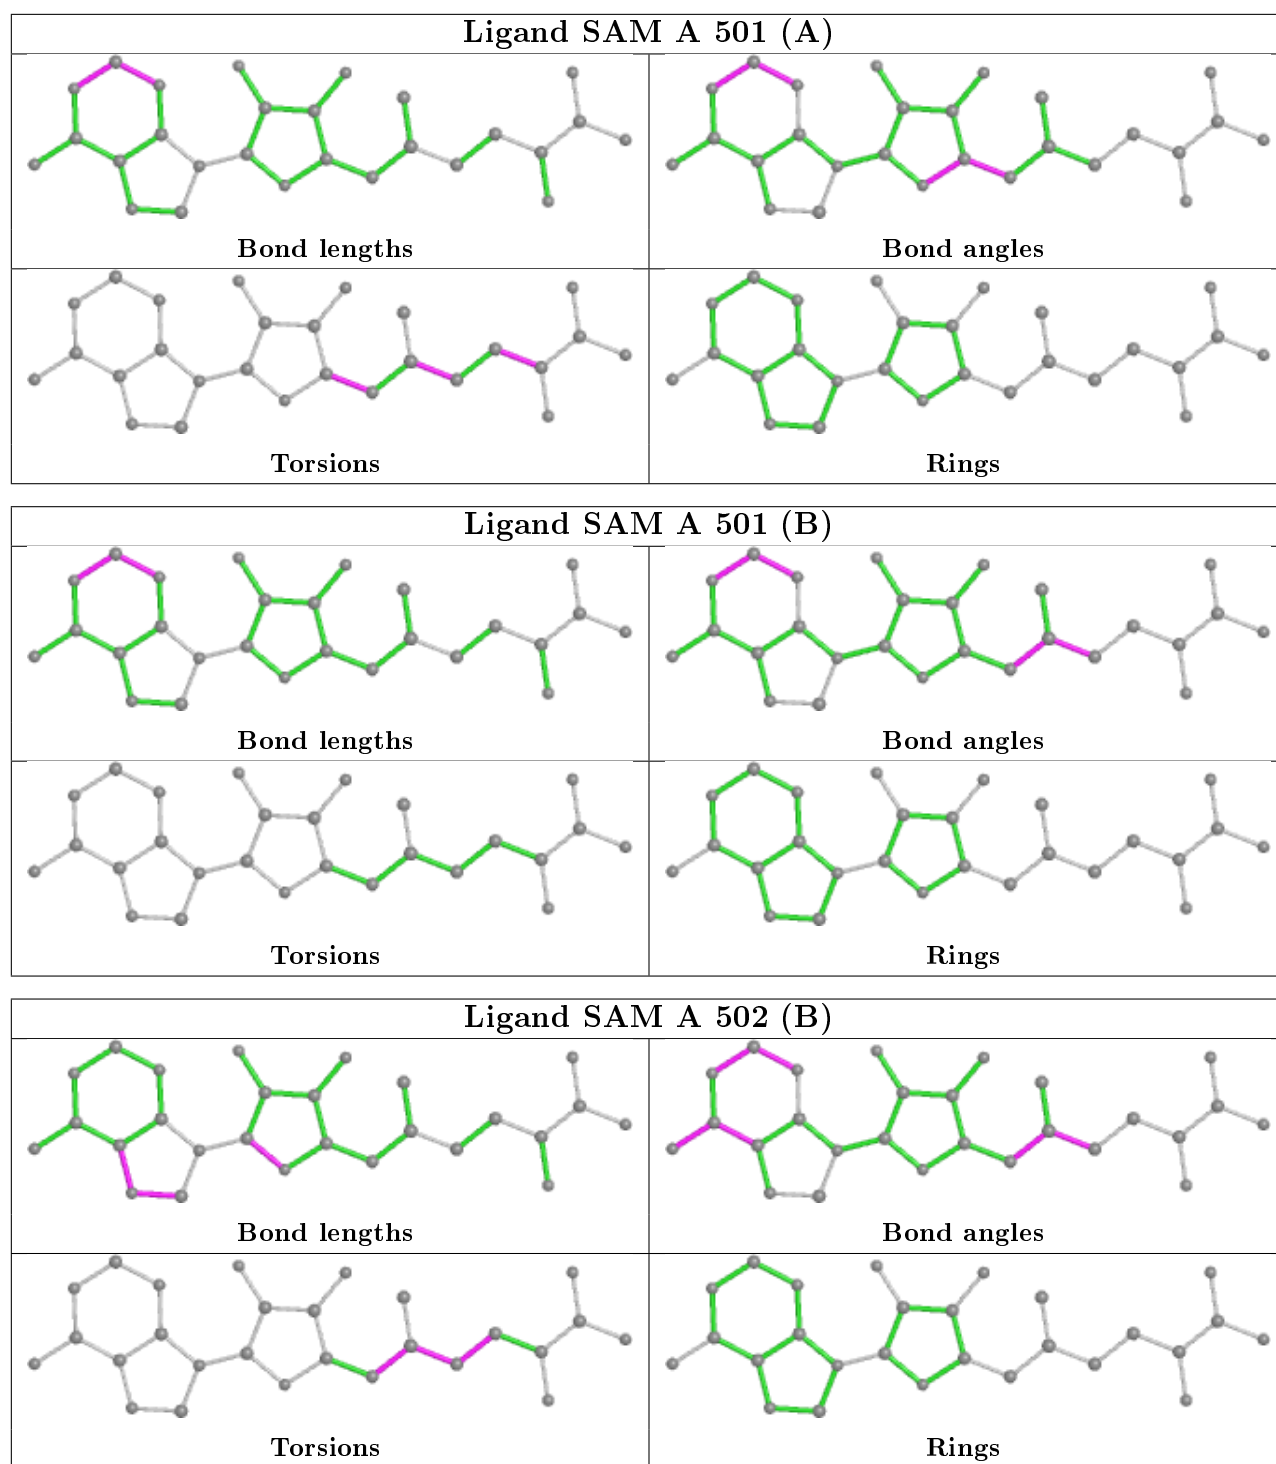 Ligand SAM A 501 (A)
Bond lengths
Bond angles
Torsions
Rings
Ligand SAM A 501 (B)
Bond lengths
Bond angles
Torsions
Rings
Ligand SAM A 502 (B)
Bond lengths
Bond angles
Torsions
Rings